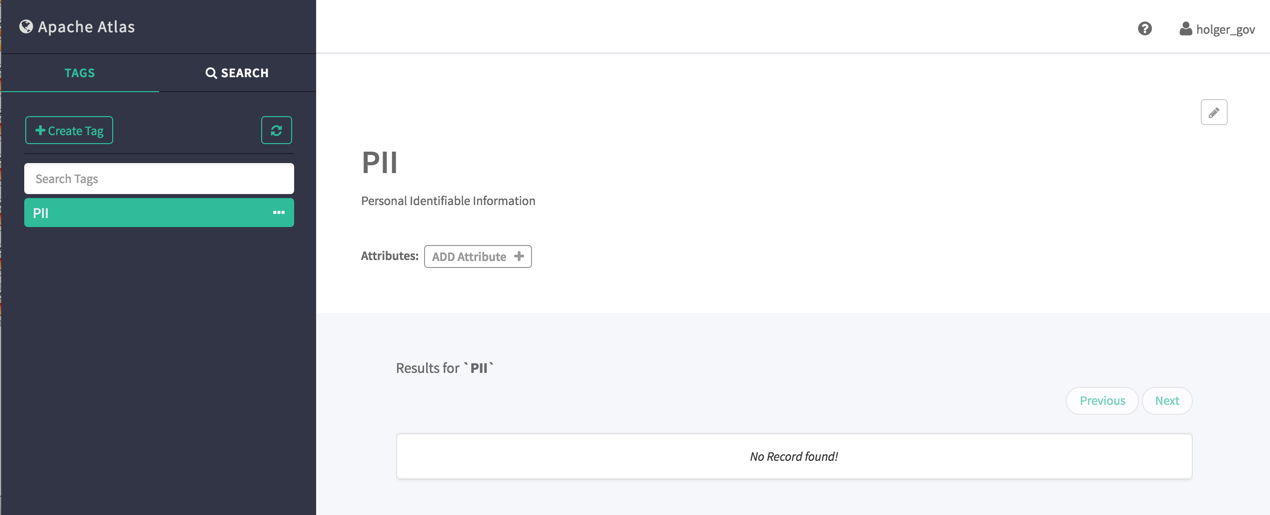 Apache Atlas
holger_gov
TAGS
SEARCH
Create Tag
Search Tags
PII
PII
Personal Identifiable Information
Attributes: ADD Attribute
Results for `PII`
Previous Next
No Record found!